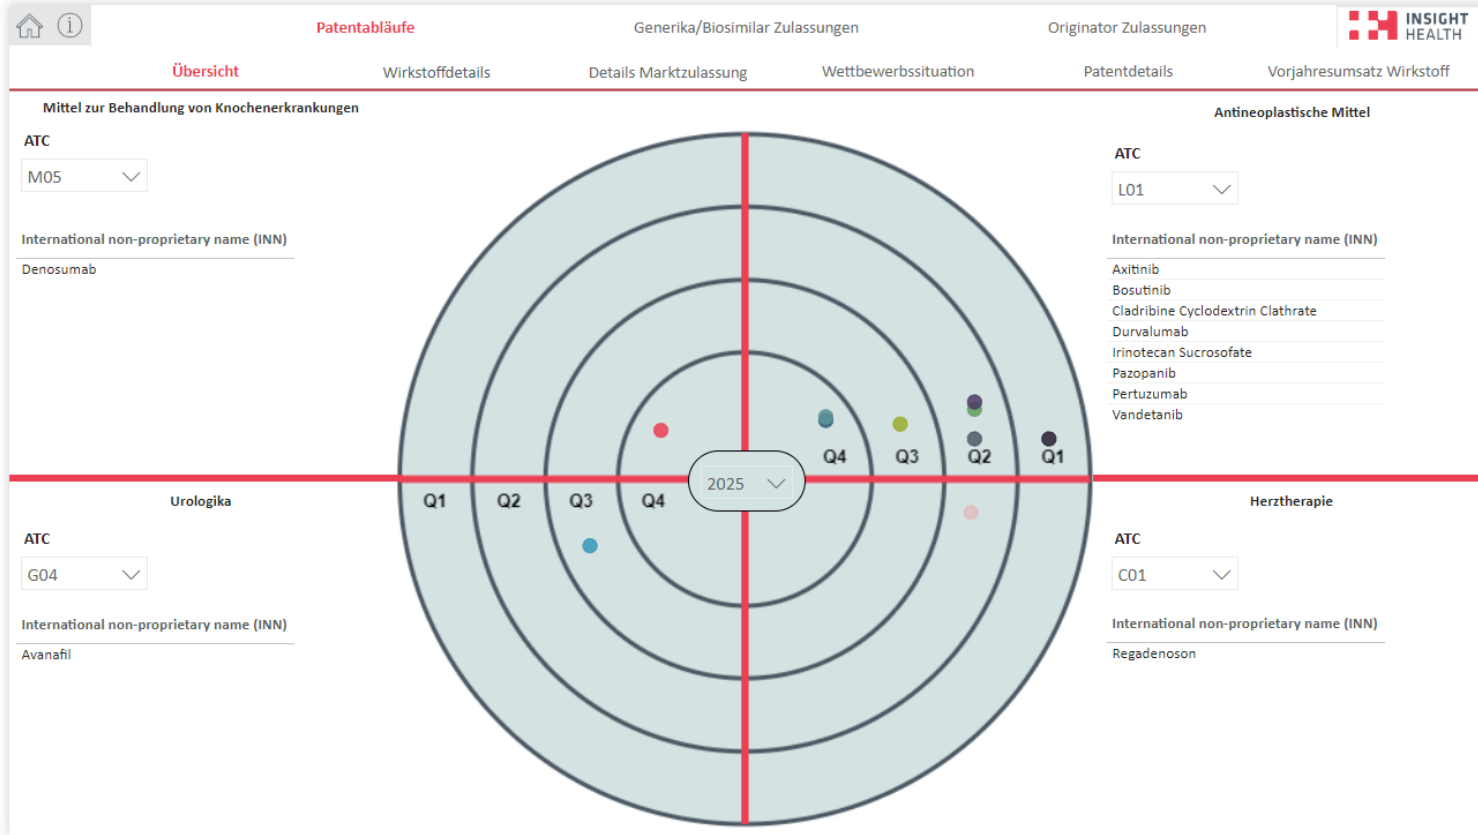 Patentabläufe
Generika/Biosimilar Zulassungen
Originator Zulassungen
INSIGHT
HEALTH
Übersicht
Wirkstoffdetails
Details Marktzulassung
Wettbewerbssituation
Patentdetails
Vorjahresumsatz Wirkstoff
Mittel zur Behandlung von Knochenerkrankungen
ATC
M05
International non-proprietary name (INN)
Denosumab
Antineoplastische Mittel
ATC
L01
International non-proprietary name (INN)
Axitinib
Bosutinib
Cladribine Cyclodextrin Clathrate
Durvalumab
Irinotecan Sucrosofate
Pazopanib
Pertuzumab
Vandetanib
Q4 Q3 Q2 Q1
2025
Q1 Q2 Q3 Q4
Urologika
ATC
G04
International non-proprietary name (INN)
Avanafil
Herztherapie
ATC
C01
International non-proprietary name (INN)
Regadenoson